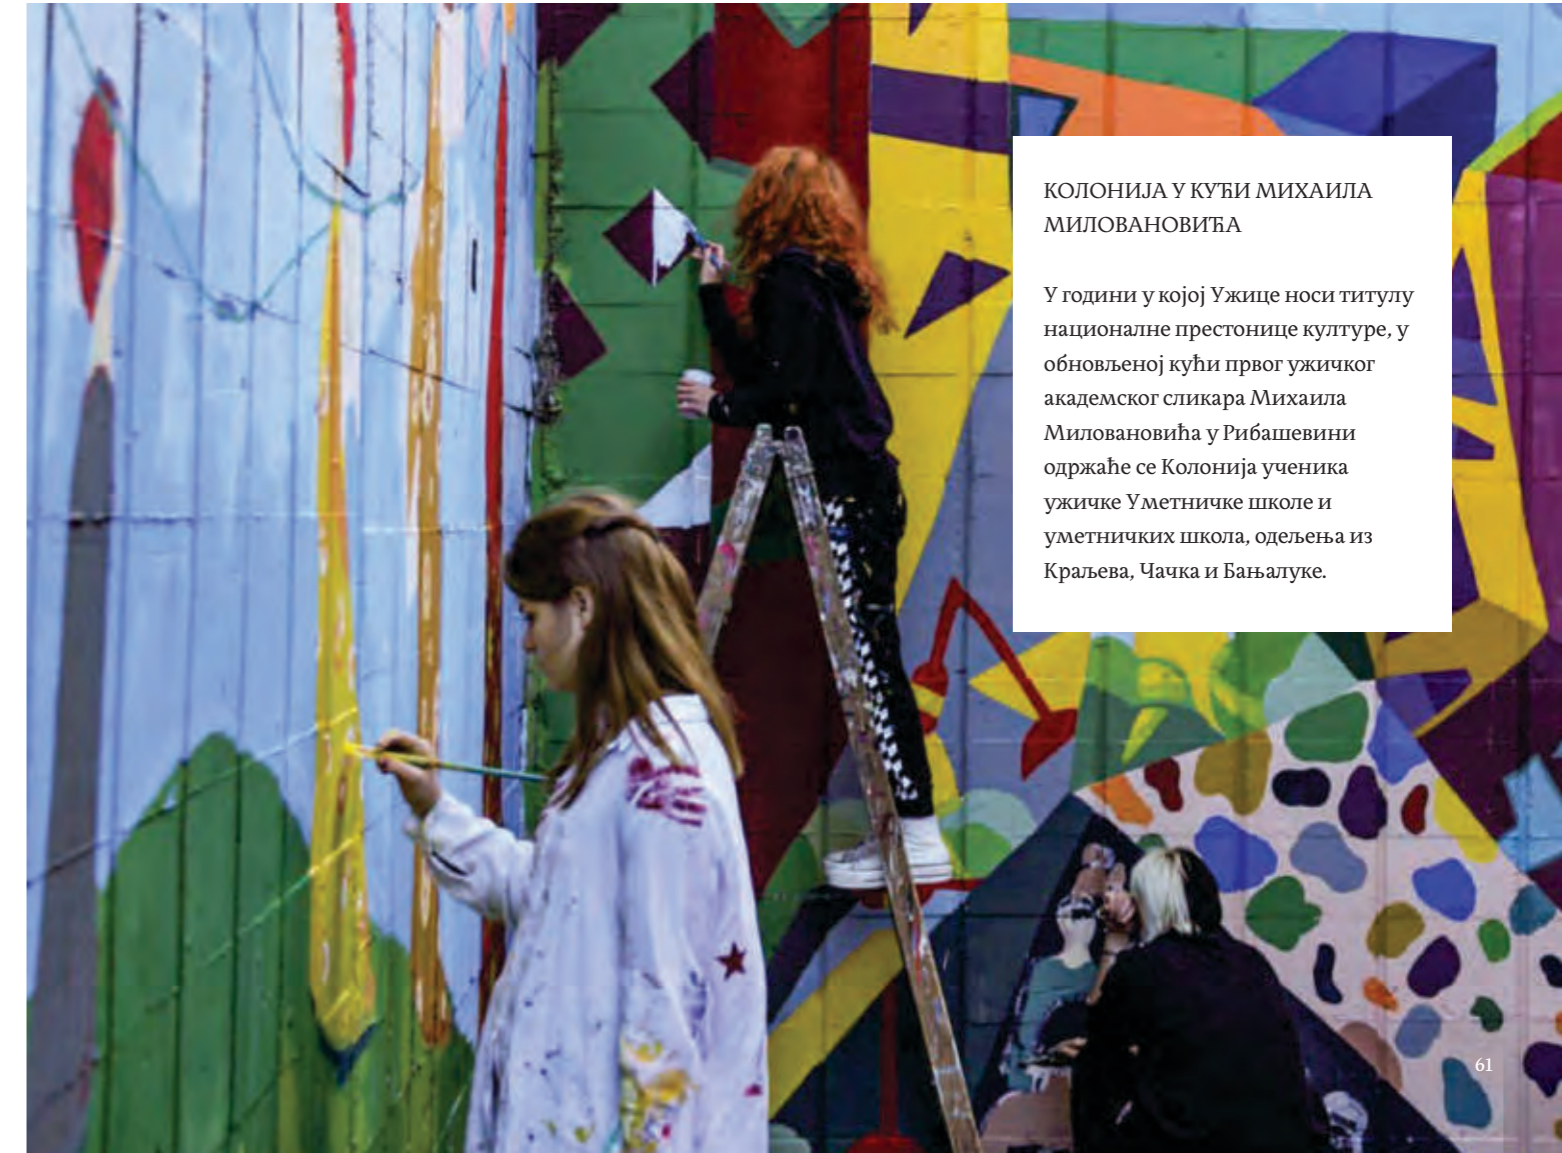 КОЛОНИЈА У КУЋИ МИХАИЛА
МИЛОВАНОВИЋА
У години у којој Ужице носи титулу
националне престонице културе, у
обновљеној кући првог ужичког
академског сликара Михаила
Миловановића у Рибашевини
одржаће се Колонија ученика
ужичке Уметничке школе и
уметничких школа, одељења из
Краљева, Чачка и Бањалуке.
61